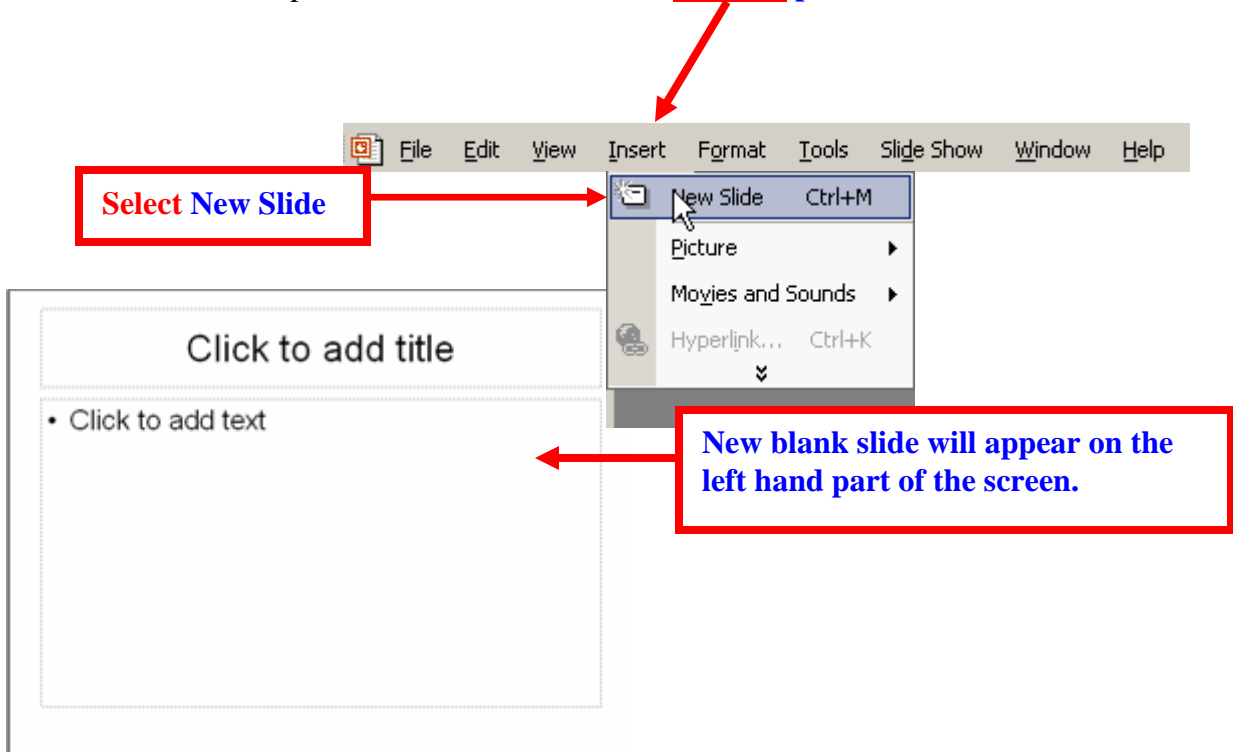 File Edit View Insert Format Tools Slide Show Window Help
Select New Slide
New Slide Ctrl+M
Picture
Movies and Sounds
Hyperlink... Ctrl+K
Click to add title
• Click to add text
New blank slide will appear on the
left hand part of the screen.